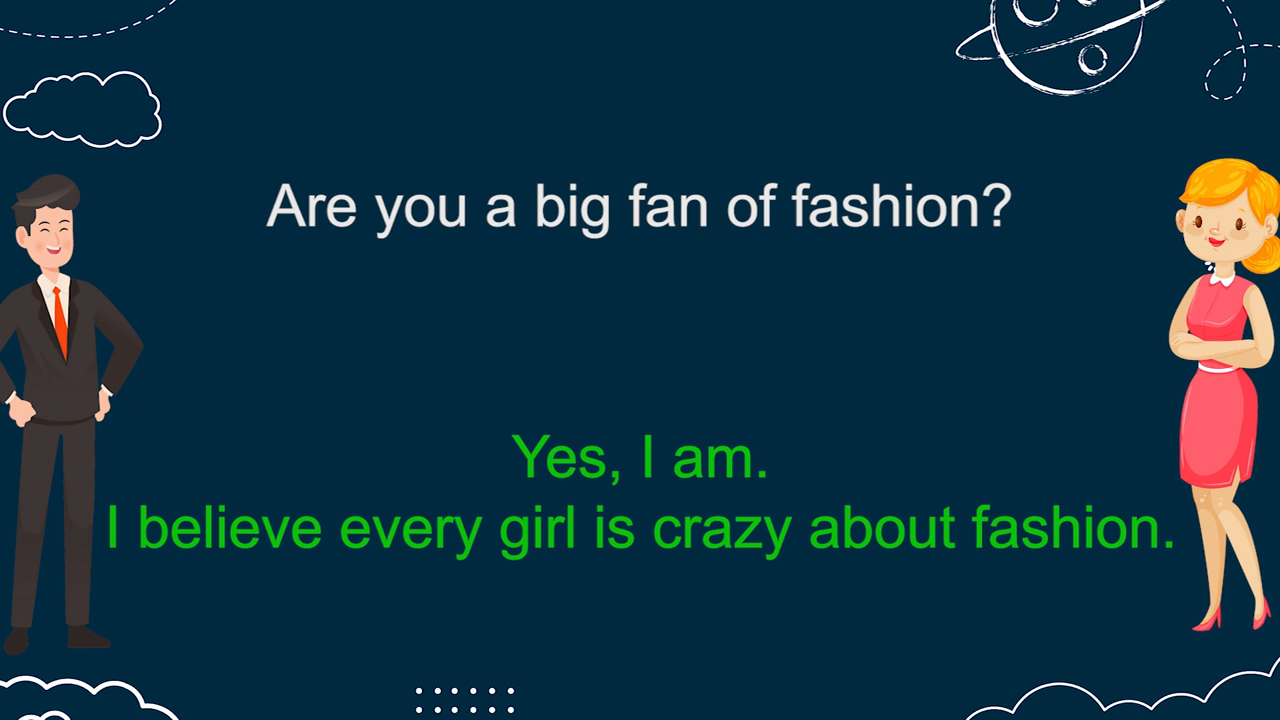 Are you a big fan of fashion?
Yes, I am.
I believe every girl is crazy about fashion.